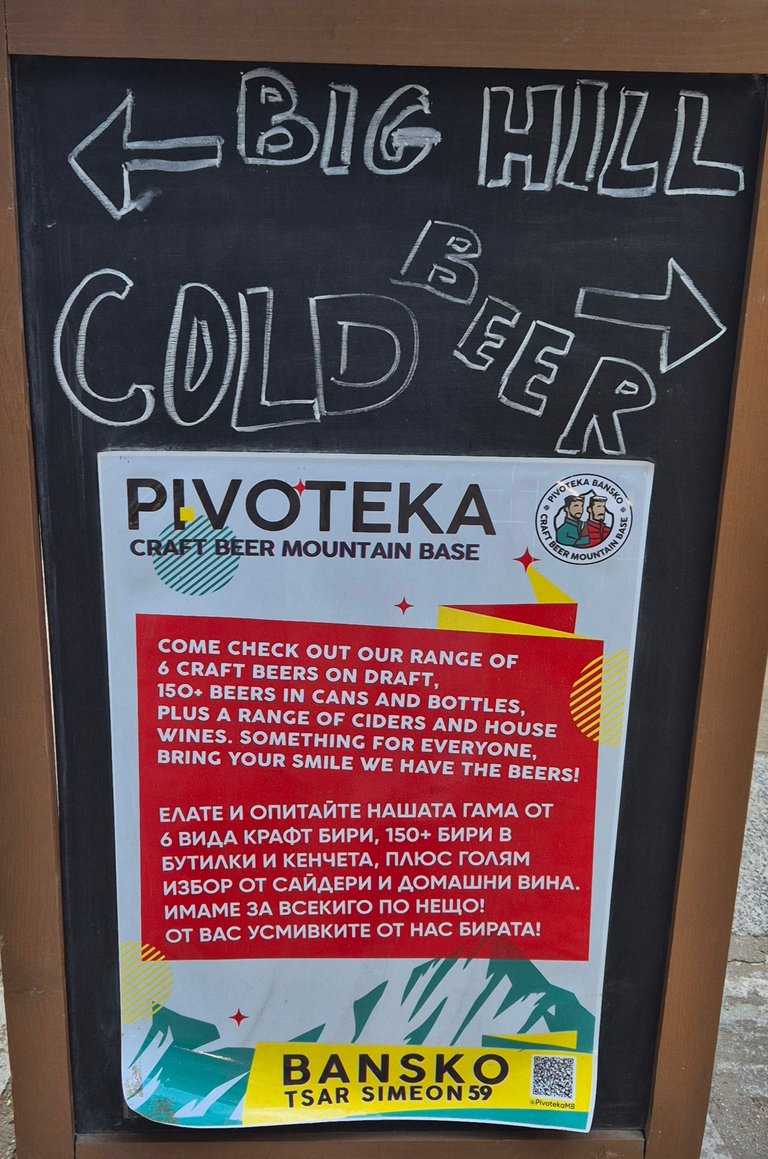 BIG HILL
COLD BEER
PIVOTEKA
CRAFT BEER MOUNTAIN BASE
PIVOTEKA BANSKO
CRAFT BEER MOUNTAIN BASE
COME CHECK OUT OUR RANGE OF
6 CRAFT BEERS ON DRAFT,
150+ BEERS IN CANS AND BOTTLES,
PLUS A RANGE OF CIDERS AND HOUSE
WINES. SOMETHING FOR EVERYONE,
BRING YOUR SMILE WE HAVE THE BEERS!
ЕЛАТЕ И ОПИТАЙТЕ НАШАТА ГАМА ОТ
6 ВИДА КРАФТ БИРИ, 150+ БИРИ В
БУТИЛКИ И КЕНЧЕТА, ПЛЮС ГОЛЯМ
ИЗБОР ОТ САЙДЕРИ И ДОМАШНИ ВИНА.
ИМАМЕ ЗА ВСЕКИГО ПО НЕЩО!
ОТ ВАС УСМИВКИТЕ ОТ НАС БИРАТА!
BANSKO
TSAR SIMEON 59
@PivotekaMB